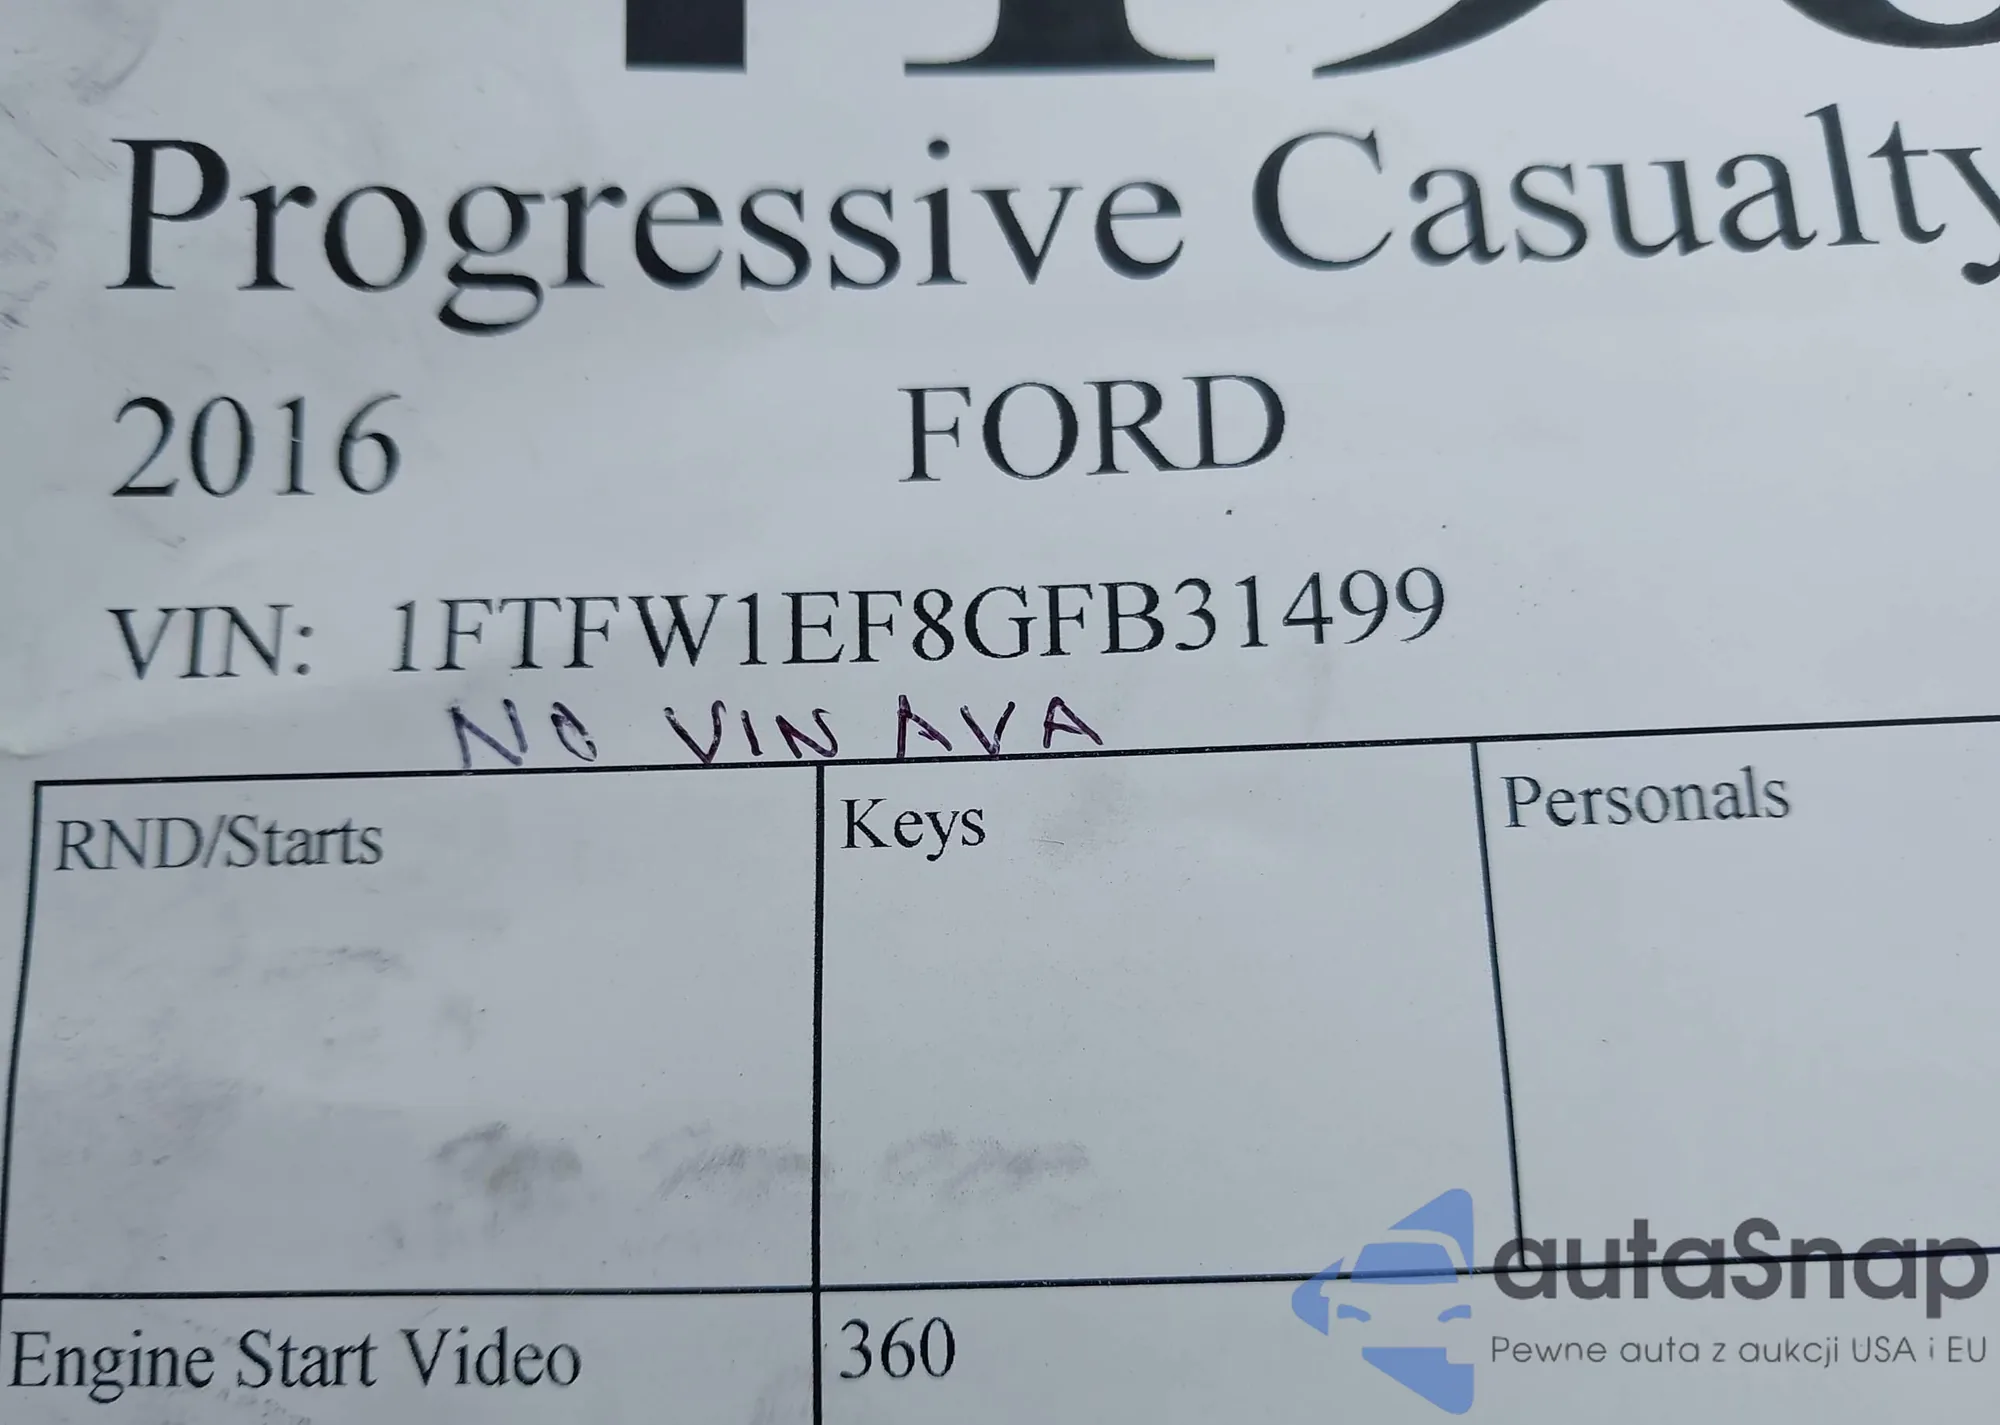 Progressive Casualty
2016 FORD
VIN: 1FTFW1EF8GFB31499
NO VIN AVA
RND/Starts Keys Personals
Engine Start Video 360
autaSnap
Pewne auta z aukcji USA i EU